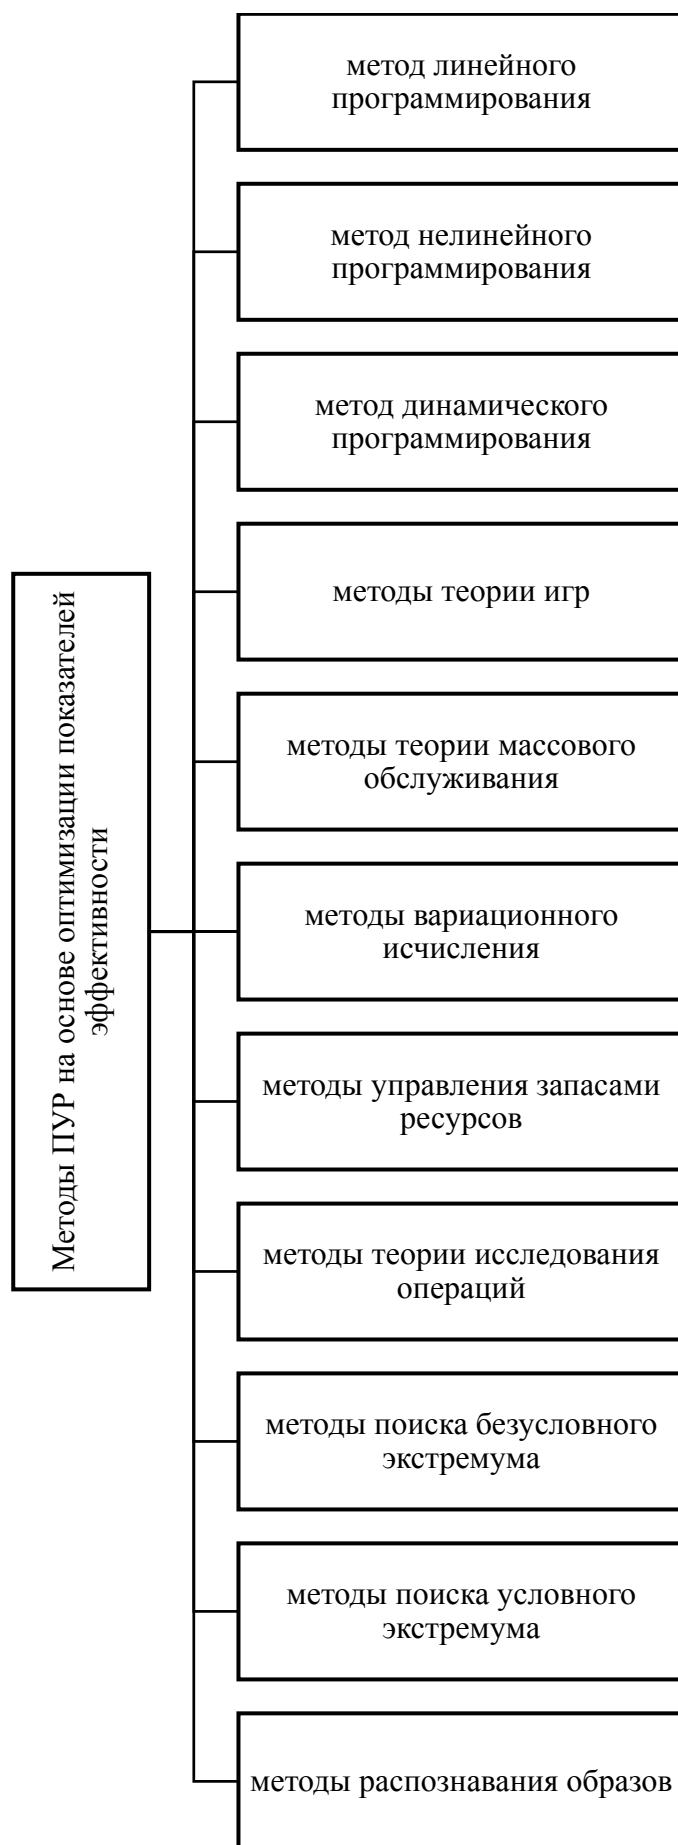 Методы ПУР на основе оптимизации показателей
эффективности
метод линейного
программирования
метод нелинейного
программирования
метод динамического
программирования
методы теории игр
методы теории массового
обслуживания
методы вариационного
исчисления
методы управления запасами
ресурсов
методы теории исследования
операций
методы поиска безусловного
экстремума
методы поиска условного
экстремума
методы распознавания образов